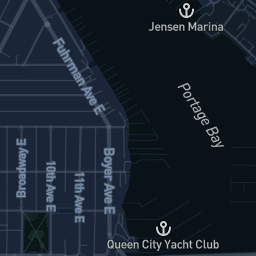 Jensen Marina
Fuhrman Ave E
Portage Bay
Broadway E
10th Ave E
11th Ave E
Boyer Ave E
Queen City Yacht Club